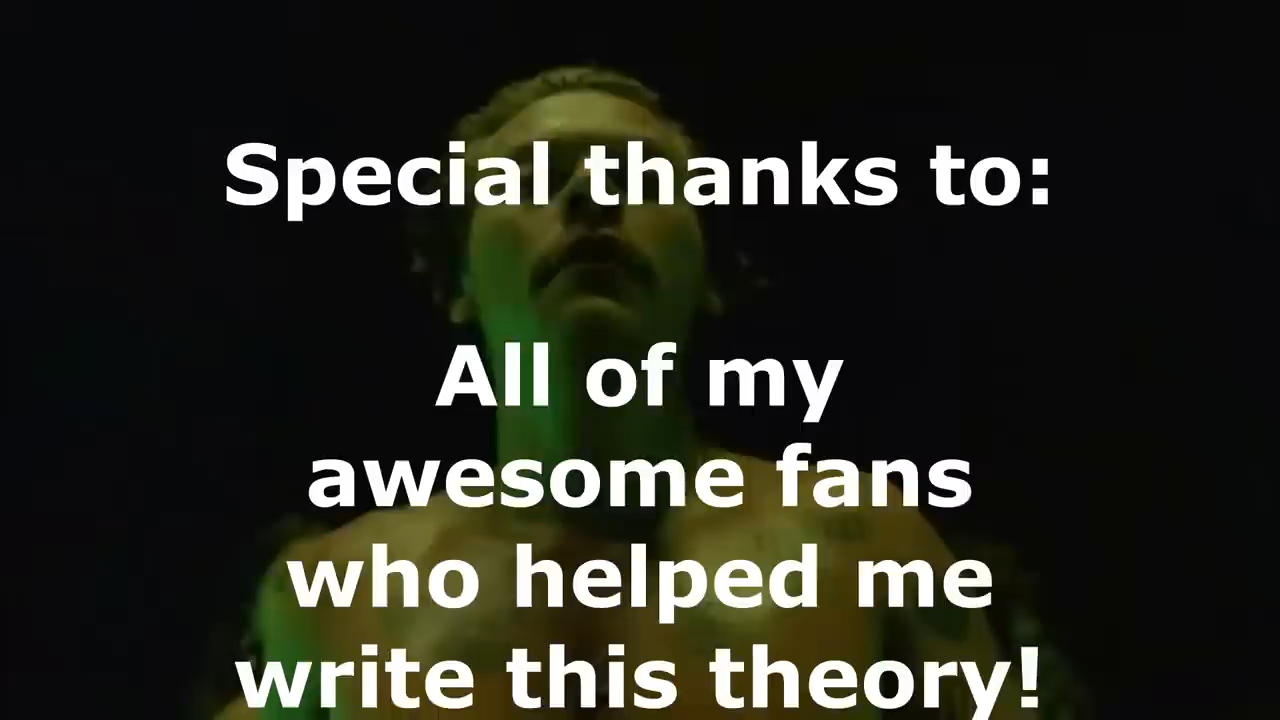 Special thanks to:
All of my
awesome fans
who helped me
write this theory!